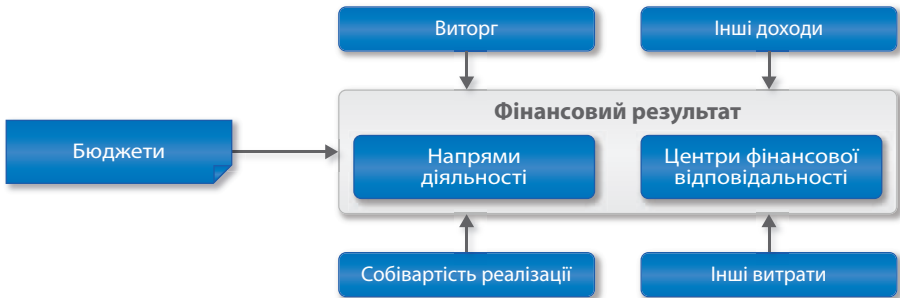 Виторг
Інші доходи
Фінансовий результат
Бюджети
Напрями
діяльності
Центри фінансової
відповідальності
Собівартість реалізації
Інші витрати